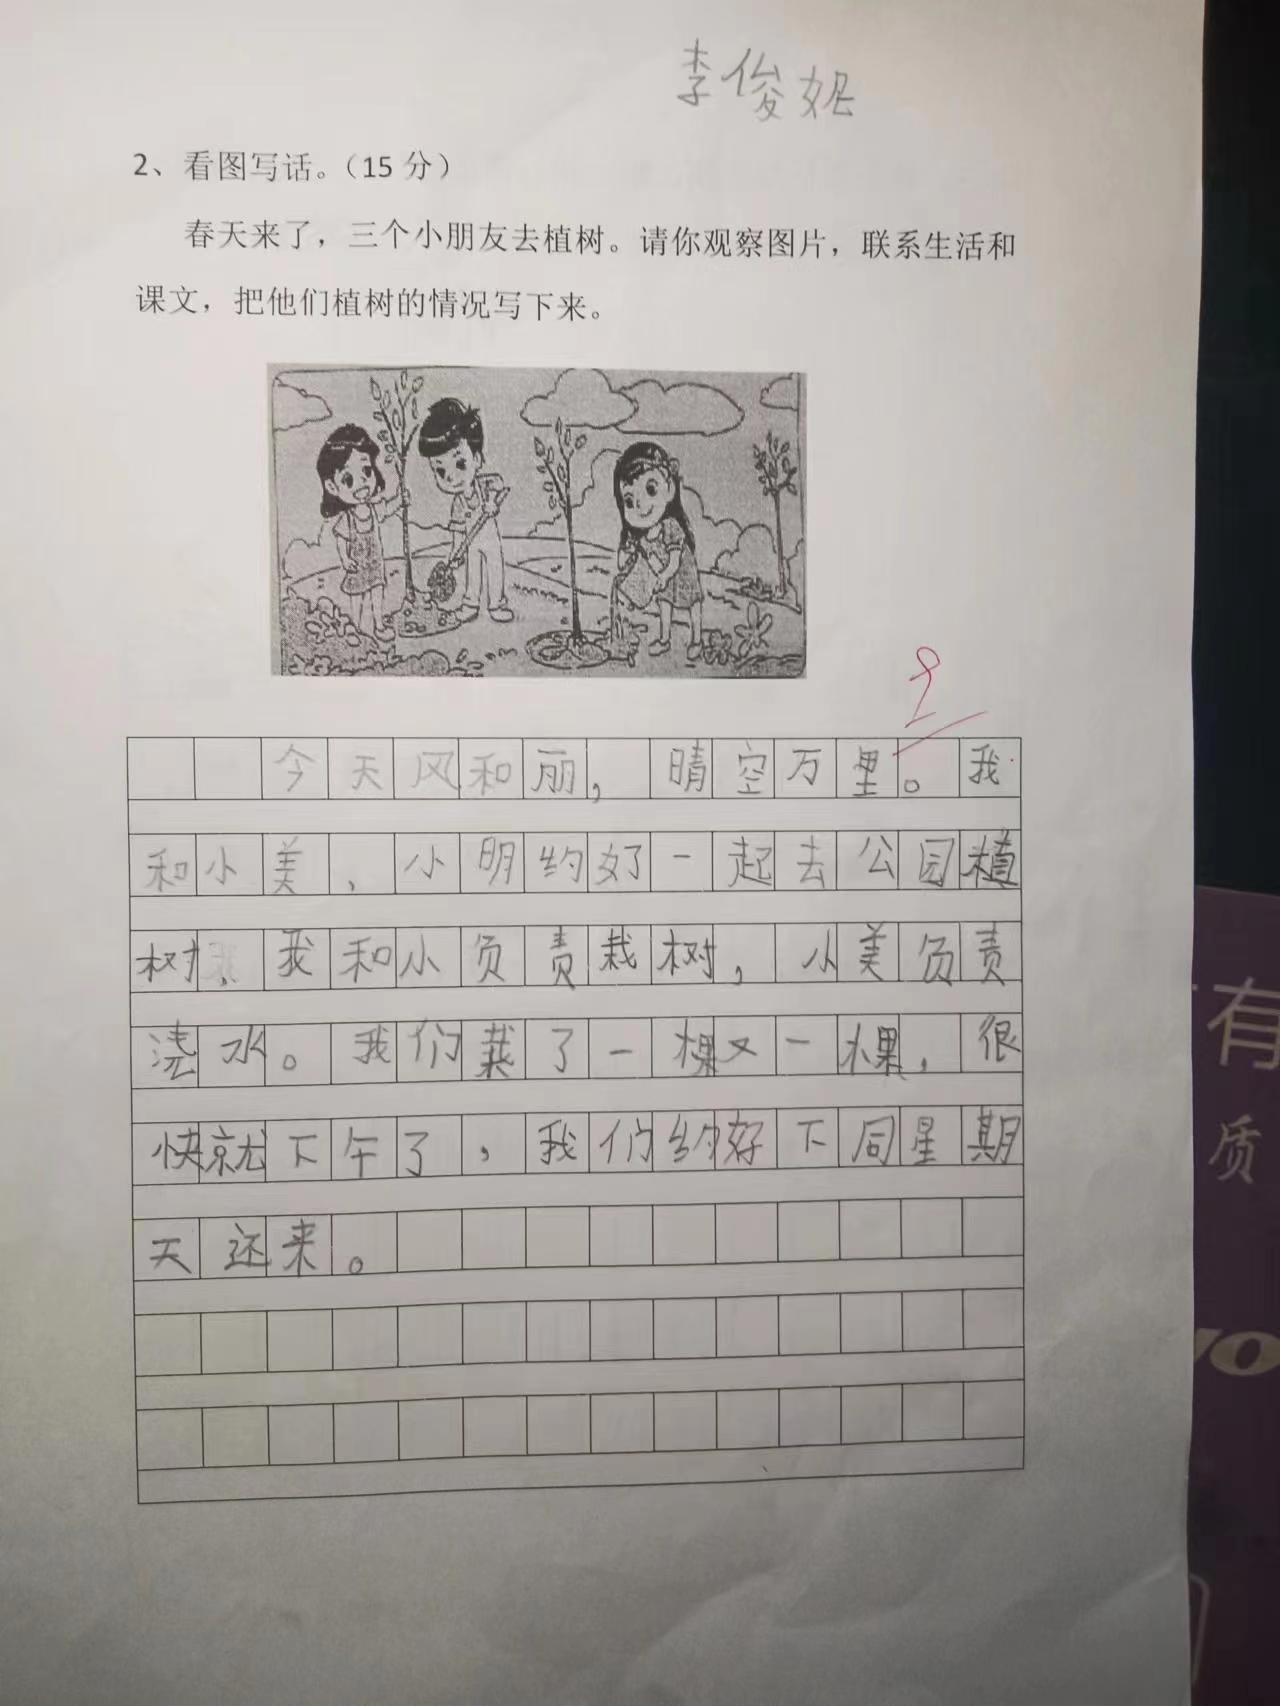 李俊妮
2、看图写话。（15 分）
春天来了，三个小朋友去植树。请你观察图片，联系生活和
课文，把他们植树的情况写下来。
9
今天风和丽，晴空万里。我
和小美，小明约好一起去公园植
树，我和小负责栽树，小美负责
浇水。我们栽了一棵又一棵，很
快就下午了，我们约好下同星期
天还来。
有
质